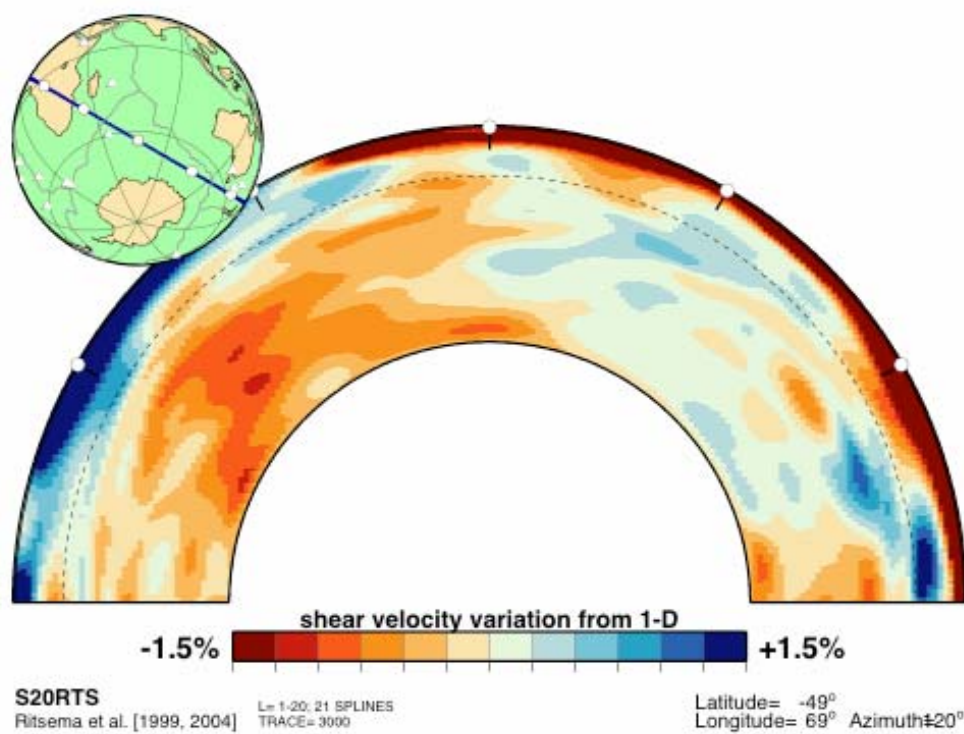 shear velocity variation from 1-D
-1.5% +1.5%
S20RTS
Ritsema et al. [1999, 2004]
L= 1-20; 21 SPLINES
TRACE= 3000
Latitude= -49°
Longitude= 69° Azimuth=120°